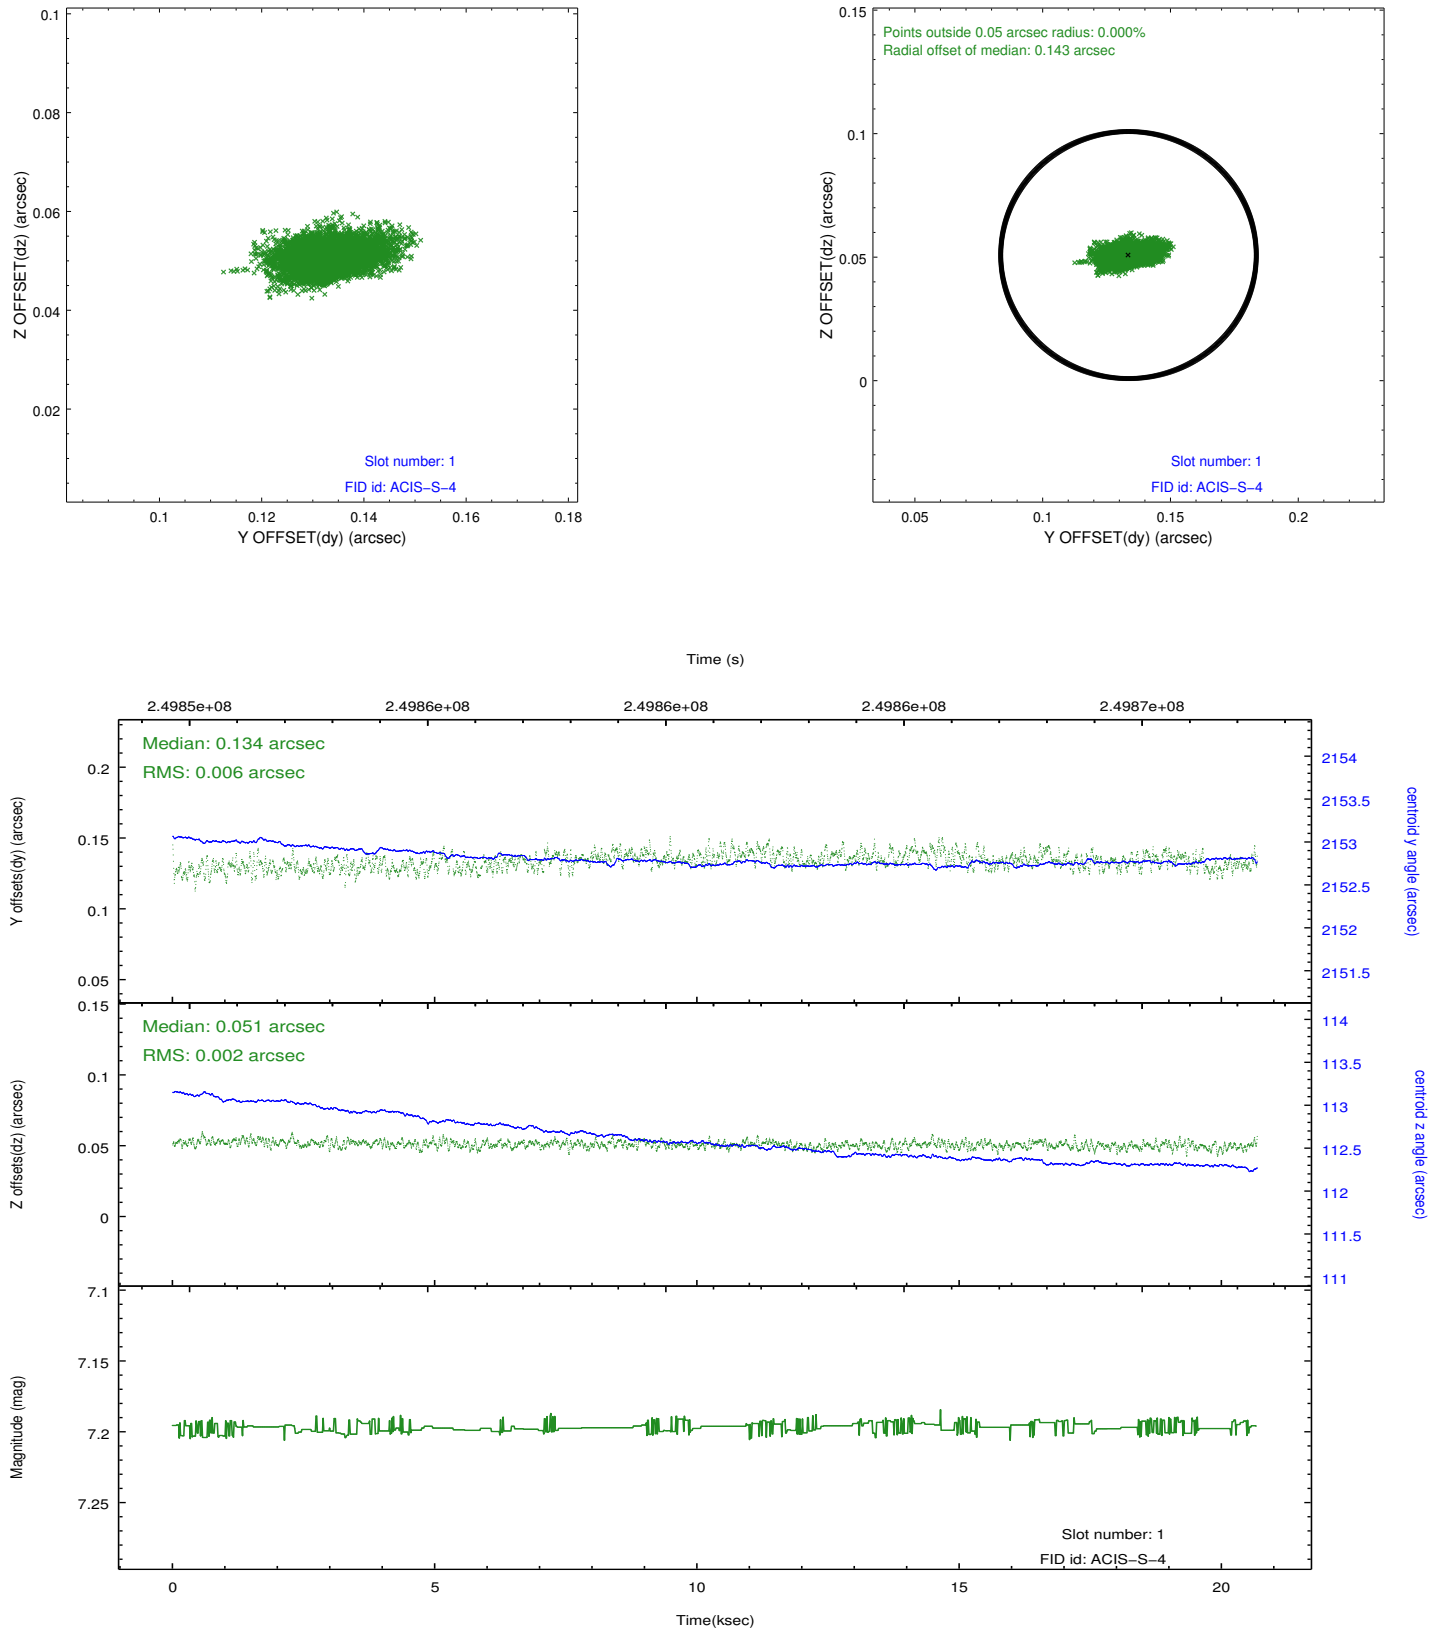 0.1
0.08
0.06
0.04
0.02
Z OFFSET(dz) (arcsec)
Slot number: 1
FID id: ACIS−S−4
0.1 0.12 0.14 0.16 0.18
Y OFFSET(dy) (arcsec)
0.15
0.1
0.05
0
Z OFFSET(dz) (arcsec)
Points outside 0.05 arcsec radius: 0.000%
Radial offset of median: 0.143 arcsec
Slot number: 1
FID id: ACIS−S−4
0.05 0.1 0.15 0.2
Y OFFSET(dy) (arcsec)
Time (s)
2.4985e+08 2.4986e+08 2.4986e+08 2.4986e+08 2.4987e+08
Median: 0.134 arcsec
RMS: 0.006 arcsec
0.2
0.15
0.1
0.05
Y offsets(dy) (arcsec)
2154
2153.5
2153
2152.5
2152
2151.5
centroid y angle (arcsec)
Median: 0.051 arcsec
RMS: 0.002 arcsec
0.15
0.1
0.05
0
Z offsets(dz) (arcsec)
114
113.5
113
112.5
112
111.5
111
centroid z angle (arcsec)
7.1
7.15
7.2
7.25
Magnitude (mag)
Slot number: 1
FID id: ACIS−S−4
0 5 10 15 20
Time(ksec)